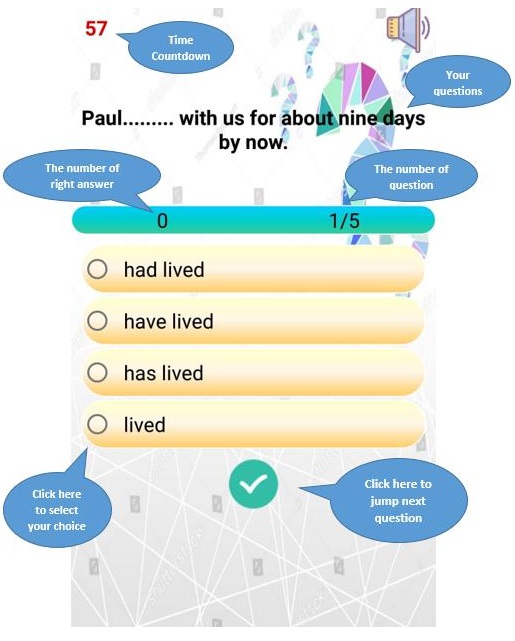 57
Time
Countdown
Your
questions
Paul......... with us for about nine days
by now.
The number of
right answer
The number of
question
0 1/5
had lived
have lived
has lived
lived
Click here
to select
your choice
Click here to
jump next
question